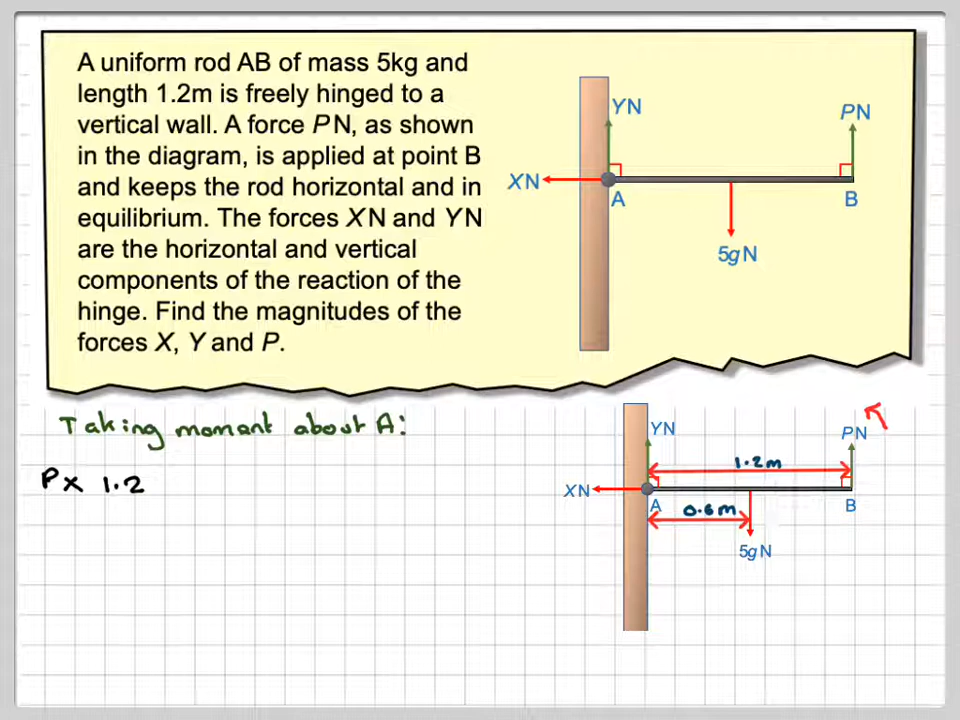 A uniform rod AB of mass 5kg and
length 1.2m is freely hinged to a
vertical wall. A force PN, as shown
in the diagram, is applied at point B
and keeps the rod horizontal and in
equilibrium. The forces XN and YN
are the horizontal and vertical
components of the reaction of the
hinge. Find the magnitudes of the
forces X, Y and P.
YN
PN
XN
A
B
5gN
Taking moment about A:
P x 1.2
YN
PN
1.2m
XN
A
0.6m
B
5gN